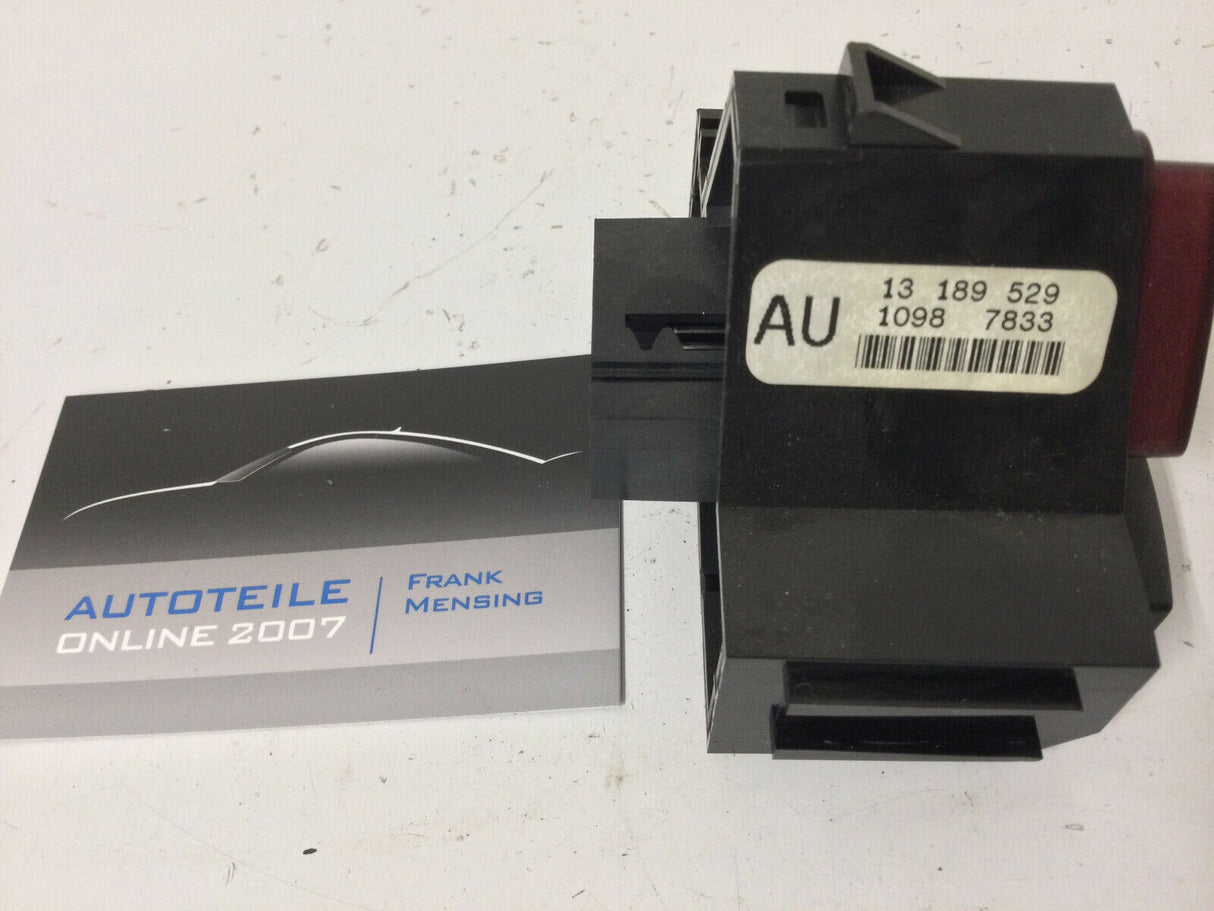 AU
13 189 529
1098 7833
AUTOTEILE
ONLINE 2007
FRANK
MENSING